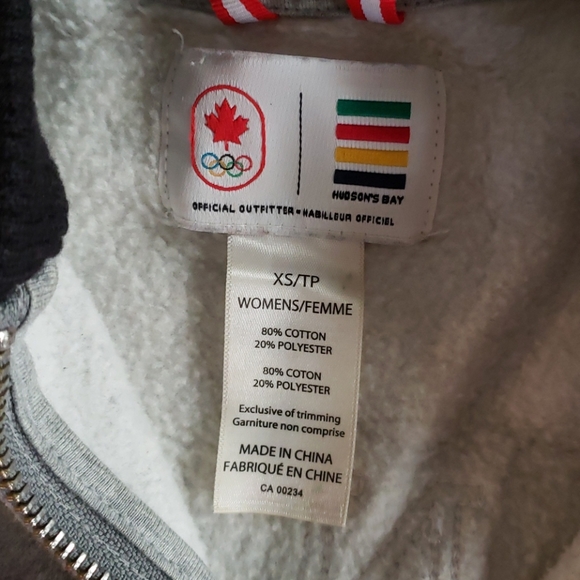 HUDSON'S BAY
OFFICIAL OUTFITTER • HABILLEUR OFFICIEL
XS/TP
WOMENS/FEMME
80% COTTON
20% POLYESTER
80% COTON
20% POLYESTER
Exclusive of trimming
Garniture non comprise
MADE IN CHINA
FABRIQUÉ EN CHINE
CA 00234